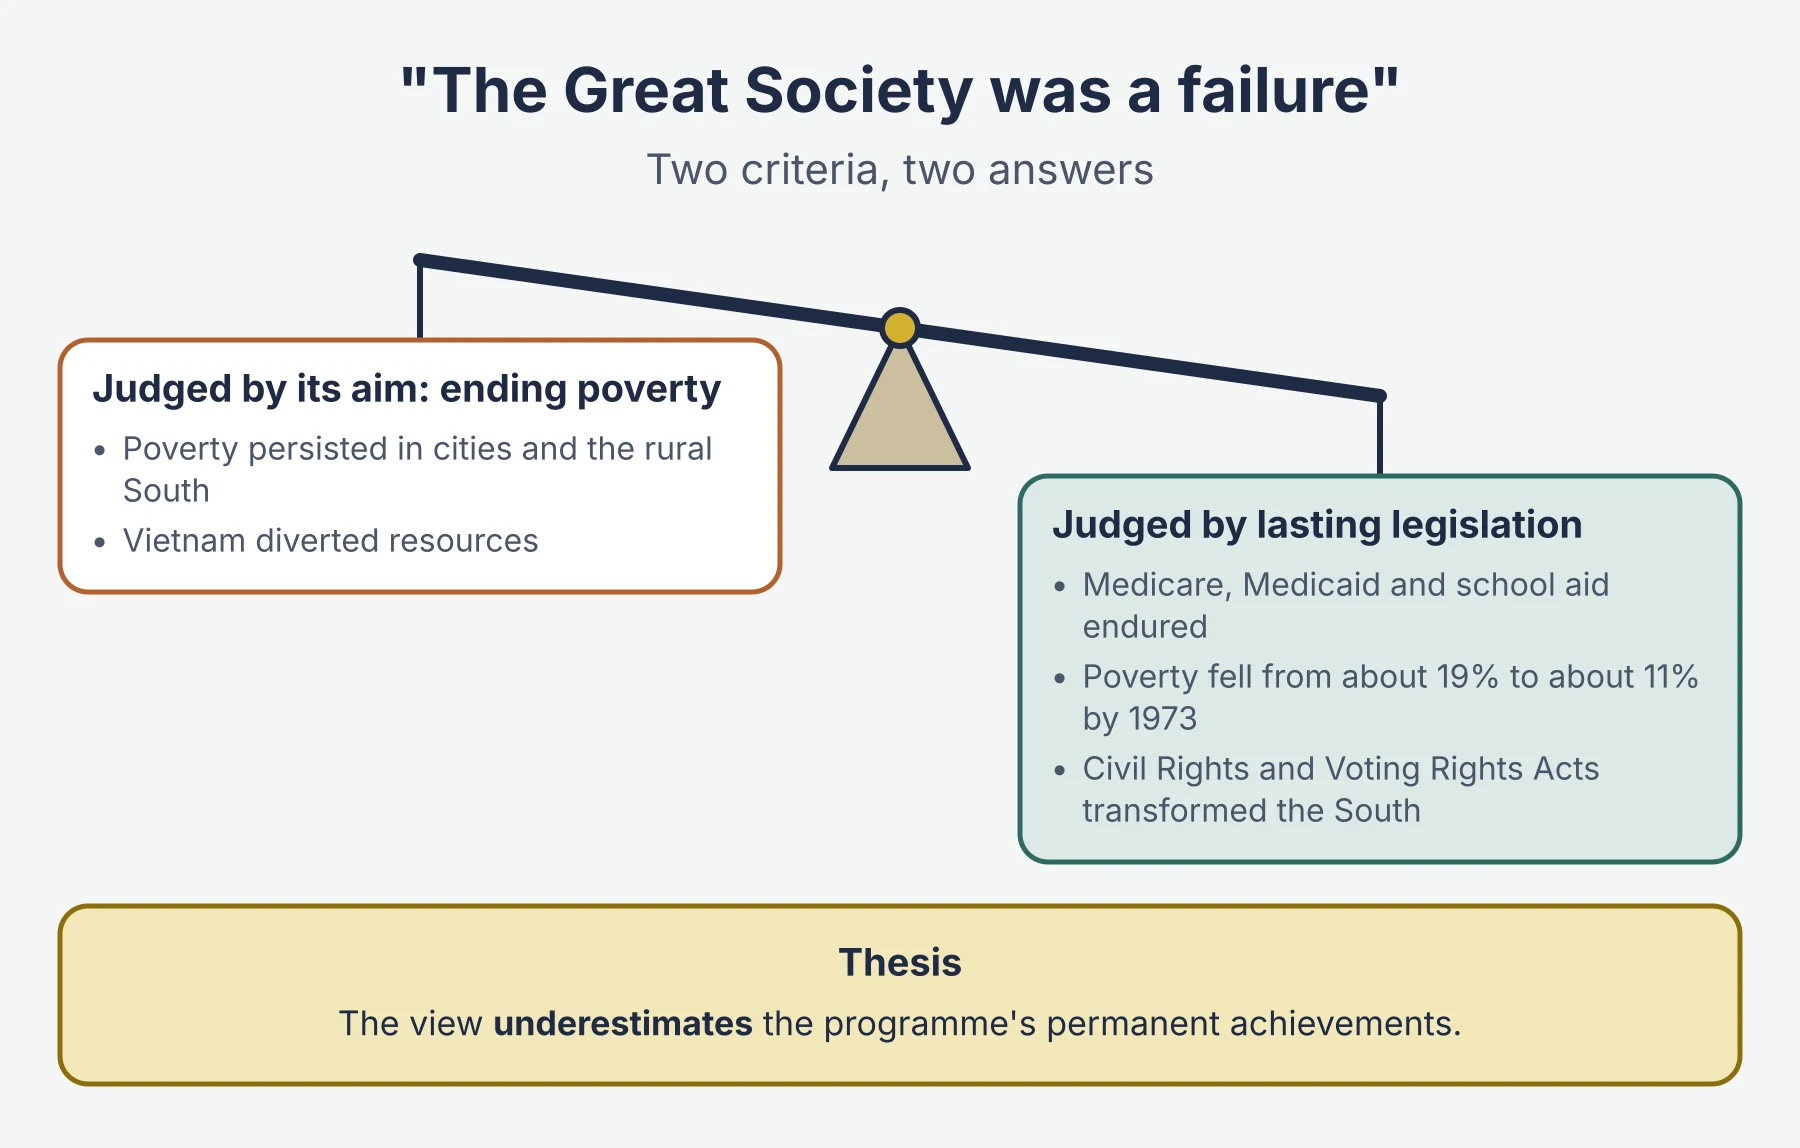 "The Great Society was a failure"
Two criteria, two answers
Judged by its aim: ending poverty
• Poverty persisted in cities and the rural
South
• Vietnam diverted resources
Judged by lasting legislation
• Medicare, Medicaid and school aid
endured
• Poverty fell from about 19% to about 11%
by 1973
• Civil Rights and Voting Rights Acts
transformed the South
Thesis
The view underestimates the programme's permanent achievements.